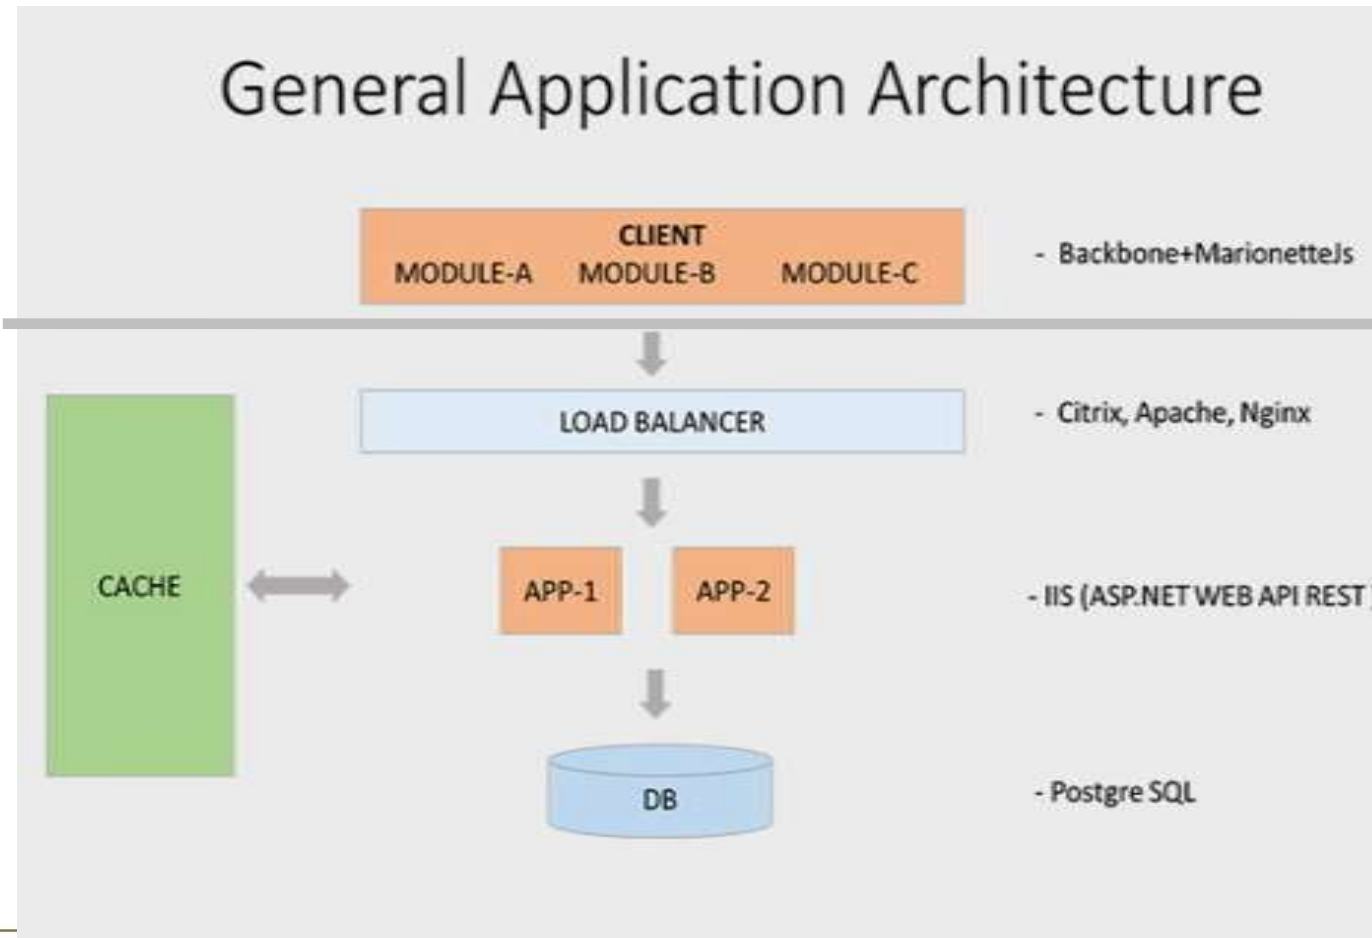 General Application Architecture
CLIENT
MODULE-A MODULE-B MODULE-C
- Backbone+MarionetteJs
LOAD BALANCER
- Citrix, Apache, Nginx
CACHE
APP-1 APP-2
- IIS (ASP.NET WEB API REST
DB
- Postgre SQL